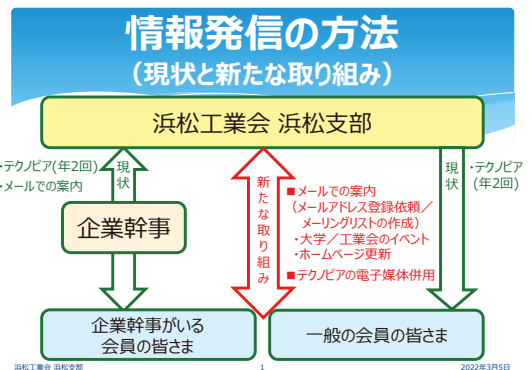 情報発信の方法
（現状と新たな取り組み）
浜松工業会 浜松支部
・テクノピア(年2回)
・メールでの案内
現状
企業幹事
新たな取り組み
■メールでの案内
（メールアドレス登録依頼／
メーリングリストの作成）
・大学／工業会のイベント
・ホームページ更新
■テクノピアの電子媒体併用
現状
・テクノピア
(年2回)
企業幹事がいる
会員の皆さま
一般の会員の皆さま
浜松工業会 浜松支部
1
2022年3月5日